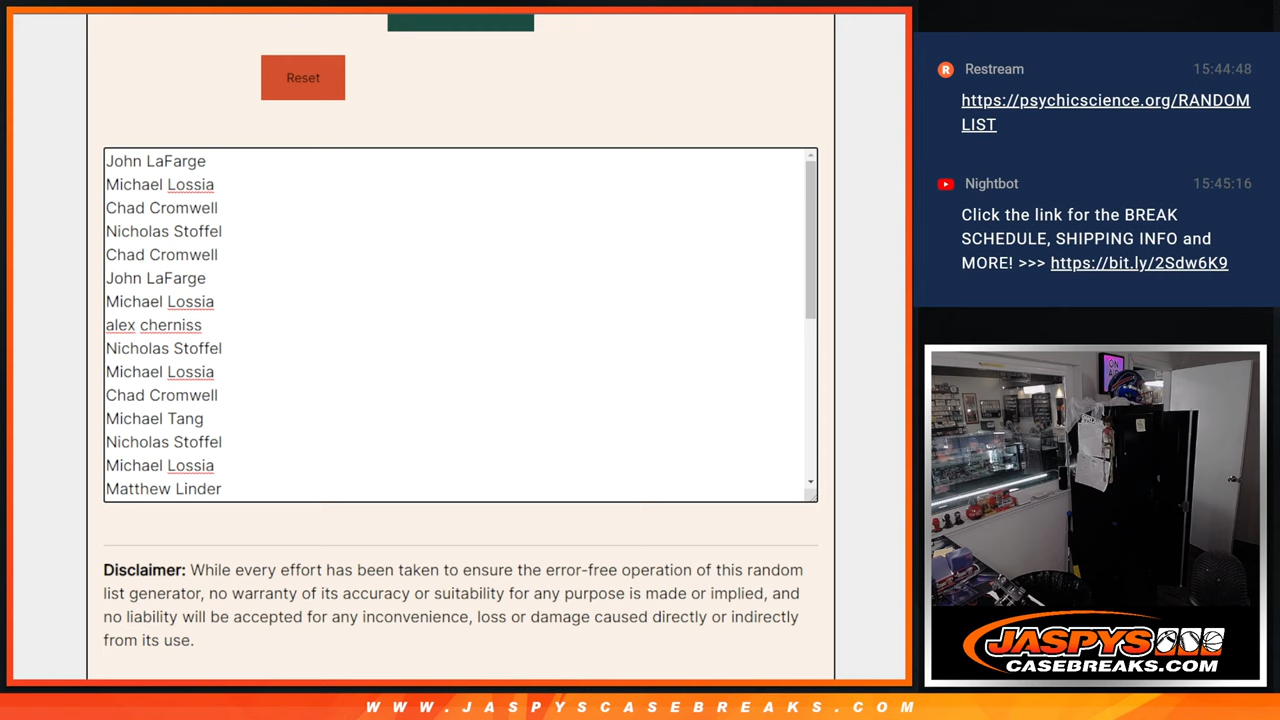 Reset
John LaFarge
Michael Lossia
Chad Cromwell
Nicholas Stoffel
Chad Cromwell
John LaFarge
Michael Lossia
alex cherniss
Nicholas Stoffel
Michael Lossia
Chad Cromwell
Michael Tang
Nicholas Stoffel
Michael Lossia
Matthew Linder
Disclaimer: While every effort has been taken to ensure the error-free operation of this random
list generator, no warranty of its accuracy or suitability for any purpose is made or implied, and
no liability will be accepted for any inconvenience, loss or damage caused directly or indirectly
from its use.
R Restream 15:44:48
https://psychicscience.org/RANDOM
LIST
Nightbot 15:45:16
Click the link for the BREAK
SCHEDULE, SHIPPING INFO and
MORE! >>> https://bit.ly/2Sdw6K9
ON
AIR
JASPYS
CASEBREAKS.COM
WWW.JASPYSCASEBREAKS.COM